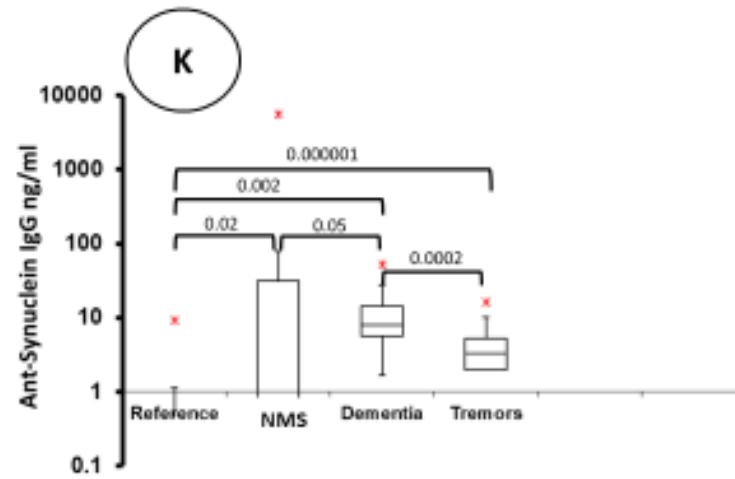 K
Ant-Synuclein IgG ng/ml
10000
1000
100
10
1
0.1
0.000001
0.002
0.02
0.05
0.0002
Reference
NMS
Dementia
Tremors